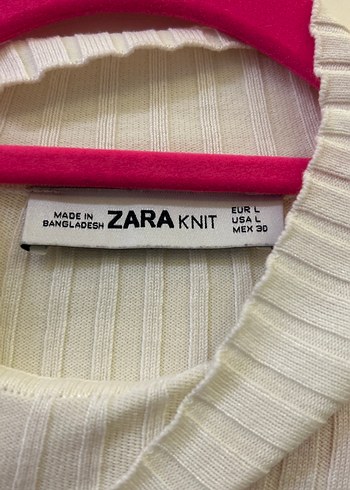 MADE IN
BANGLADESH
ZARA KNIT
EUR L
USA L
MEX 30